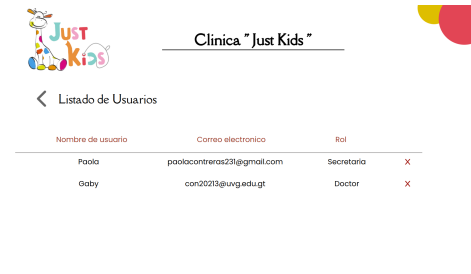 Just
Kids
Clinica " Just Kids "
Listado de Usuarios
Nombre de usuario Correo electronico Rol
Paola paolacontreras231@gmail.com Secretaria X
Gaby con20213@uvg.edu.gt Doctor X